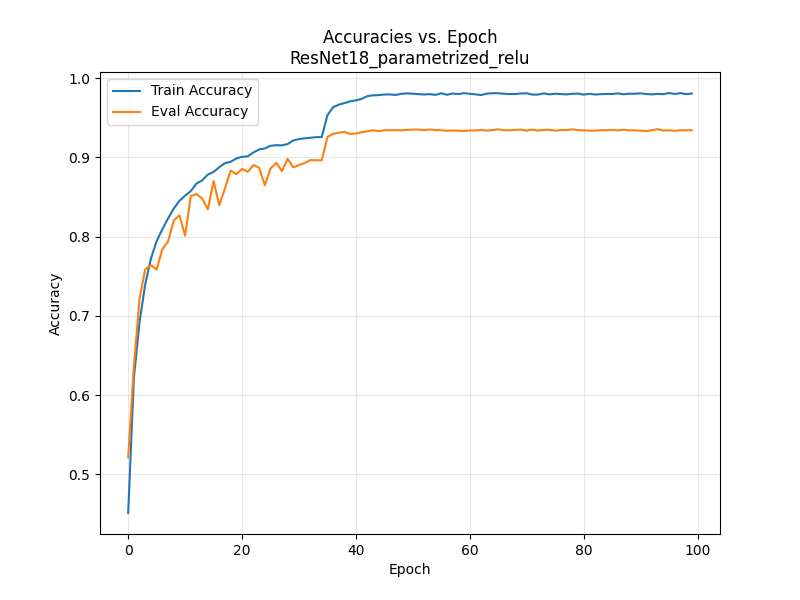 Accuracies vs. Epoch
ResNet18_parametrized_relu
Train Accuracy
Eval Accuracy
1.0
0.9
0.8
0.7
0.6
0.5
Accuracy
0 20 40 60 80 100
Epoch